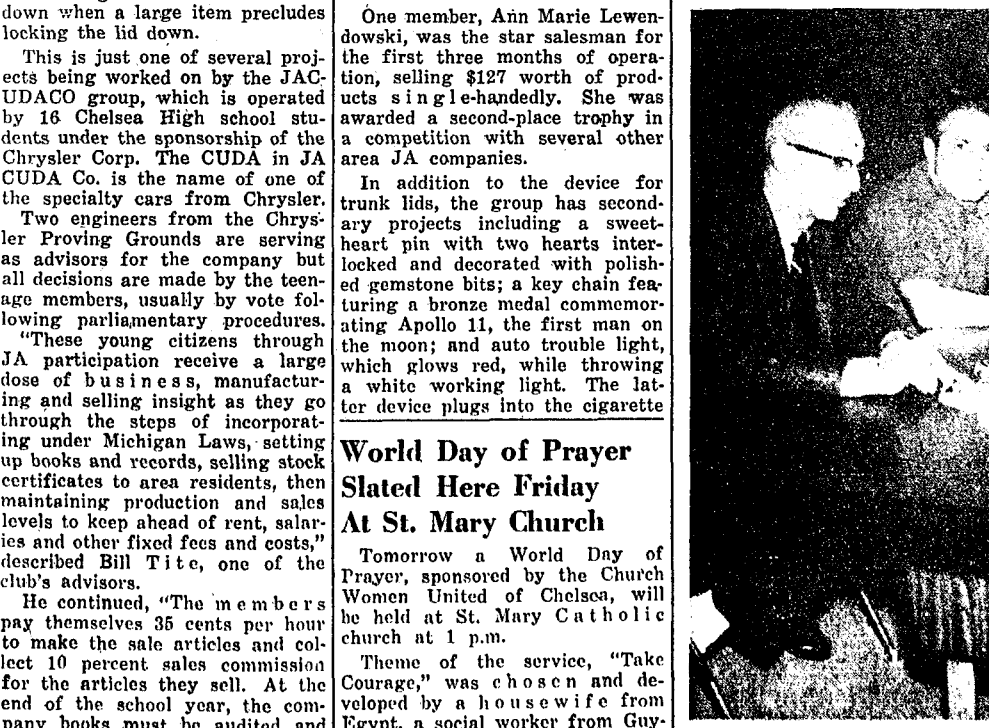 down when a large item precludes
locking the lid down.
This is just one of several proj-
ects being worked on by the JAC-
UDACO group, which is operated
by 16 Chelsea High school stu-
dents under the sponsorship of the
Chrysler Corp. The CUDA in JA
CUDA Co. is the name of one of
the specialty cars from Chrysler.
Two engineers from the Chrys-
ler Proving Grounds are serving
as advisors for the company but
all decisions are made by the teen-
age members, usually by vote fol-
lowing parliamentary procedures.
"These young citizens through
JA participation receive a large
dose of business, manufactur-
ing and selling insight as they go
through the steps of incorporat-
ing under Michigan Laws, setting
up books and records, selling stock
certificates to area residents, then
maintaining production and sales
levels to keep ahead of rent, salar-
ies and other fixed fees and costs,"
described Bill Tite, one of the
club's advisors.
He continued, "The members
pay themselves 35 cents per hour
to make the sale articles and col-
lect 10 percent sales commission
for the articles they sell. At the
end of the school year, the com-
pany books must be audited and
One member, Ann Marie Lewen-
dowski, was the star salesman for
the first three months of opera-
tion, selling $127 worth of prod-
ucts single-handedly. She was
awarded a second-place trophy in
a competition with several other
area JA companies.
In addition to the device for
trunk lids, the group has second-
ary projects including a sweet-
heart pin with two hearts inter-
locked and decorated with polish-
ed gemstone bits; a key chain fea-
turing a bronze medal commemor-
ating Apollo 11, the first man on
the moon; and auto trouble light,
which glows red, while throwing
a white working light. The lat-
ter device plugs into the cigarette
World Day of Prayer
Slated Here Friday
At St. Mary Church
Tomorrow a World Day of
Prayer, sponsored by the Church
Women United of Chelsea, will
be held at St. Mary Catholic
church at 1 p.m.
Theme of the service, "Take
Courage," was chosen and de-
veloped by a housewife from
Egypt, a social worker from Guy-